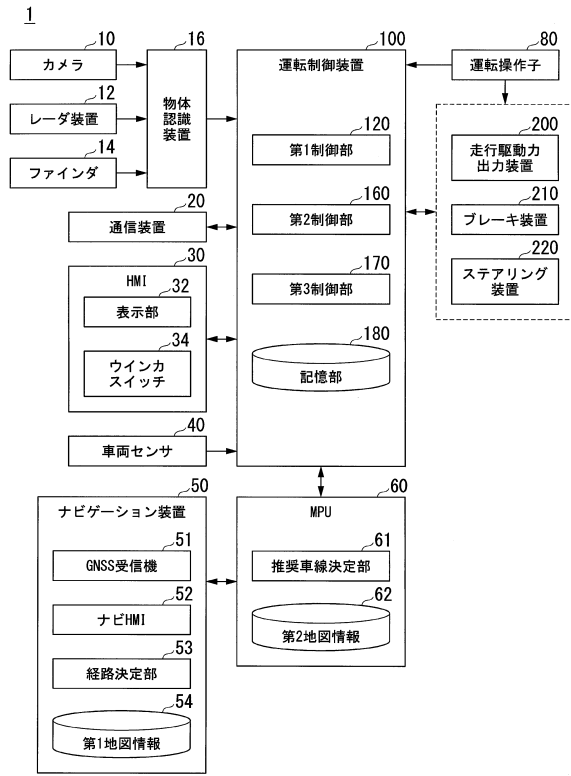 1
10
カメラ
12
レーダ装置
14
ファインダ
16
物体
認識
装置
20
通信装置
30
HMI
32
表示部
34
ウインカ
スイッチ
40
車両センサ
100
運転制御装置
120
第1制御部
160
第2制御部
170
第3制御部
180
記憶部
80
運転操作子
200
走行駆動力
出力装置
210
ブレーキ装置
220
ステアリング
装置
50
ナビゲーション装置
51
GNSS受信機
52
ナビHMI
53
経路決定部
54
第1地図情報
60
MPU
61
推奨車線決定部
62
第2地図情報